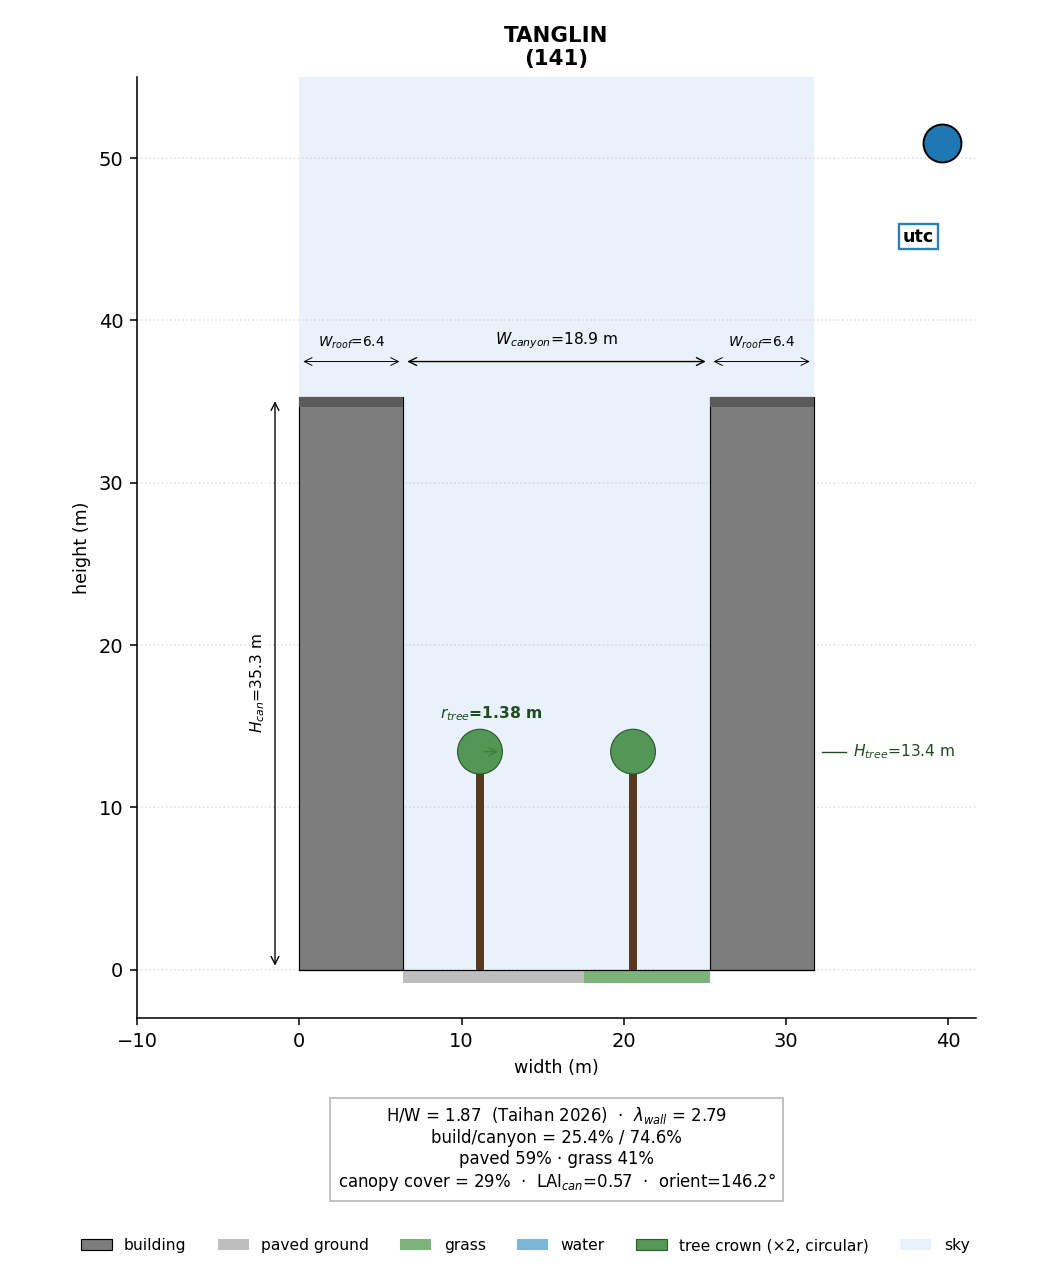 TANGLIN
(141)
50
utc
40
W_roof=6.4
W_canyon=18.9 m
W_roof=6.4
30
height (m)
20
H_can=35.3 m
r_tree=1.38 m
H_tree=13.4 m
10
0
−10
0
10
20
30
40
width (m)
H/W = 1.87 (Taihan 2026) · λ_wall = 2.79
build/canyon = 25.4% / 74.6%
paved 59% · grass 41%
canopy cover = 29% · LAI_can=0.57 · orient=146.2°
building
paved ground
grass
water
tree crown (×2, circular)
sky